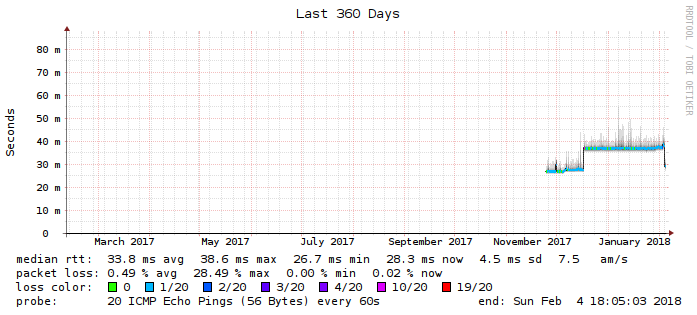 Last 360 Days
RRDTOOL / TOBI OETIKER
Seconds
80 m
70 m
60 m
50 m
40 m
30 m
20 m
10 m
0
March 2017 May 2017 July 2017 September 2017 November 2017 January 2018
median rtt: 33.8 ms avg 38.6 ms max 26.7 ms min 28.3 ms now 4.5 ms sd 7.5 am/s
packet loss: 0.49 % avg 28.49 % max 0.00 % min 0.02 % now
loss color: 0 1/20 2/20 3/20 4/20 10/20 19/20
probe: 20 ICMP Echo Pings (56 Bytes) every 60s end: Sun Feb 4 18:05:03 2018